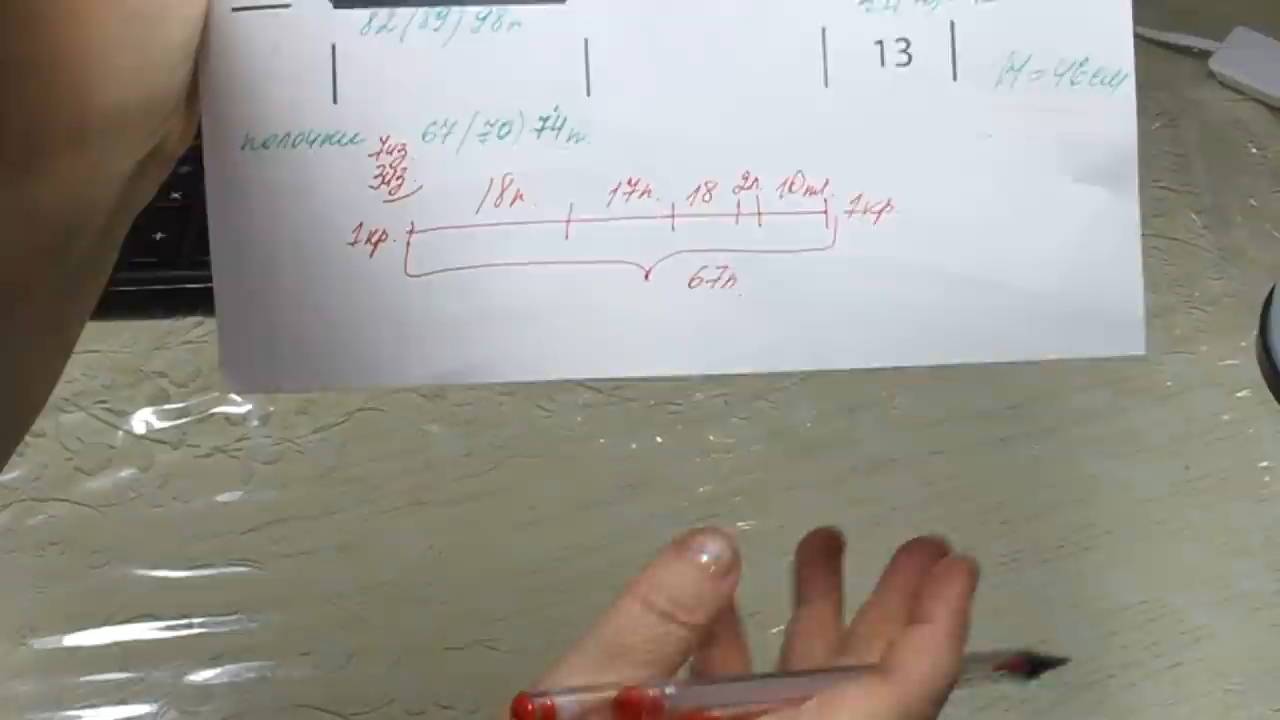 82/89/98п
13
Н=46см
полочки 67/70)74п.
18п. 17п. 18 2п. 10пл.
1кр. 1кр.
67п.